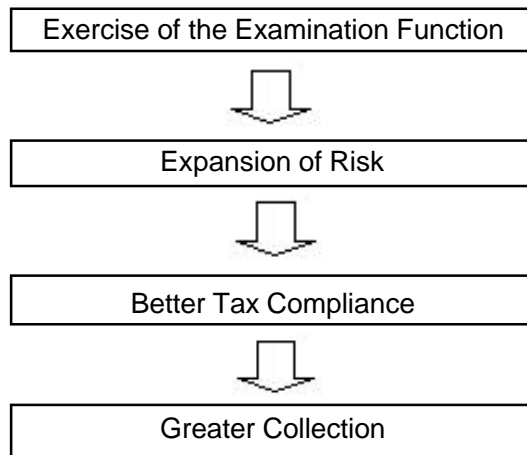 Exercise of the Examination Function
Expansion of Risk
Better Tax Compliance
Greater Collection